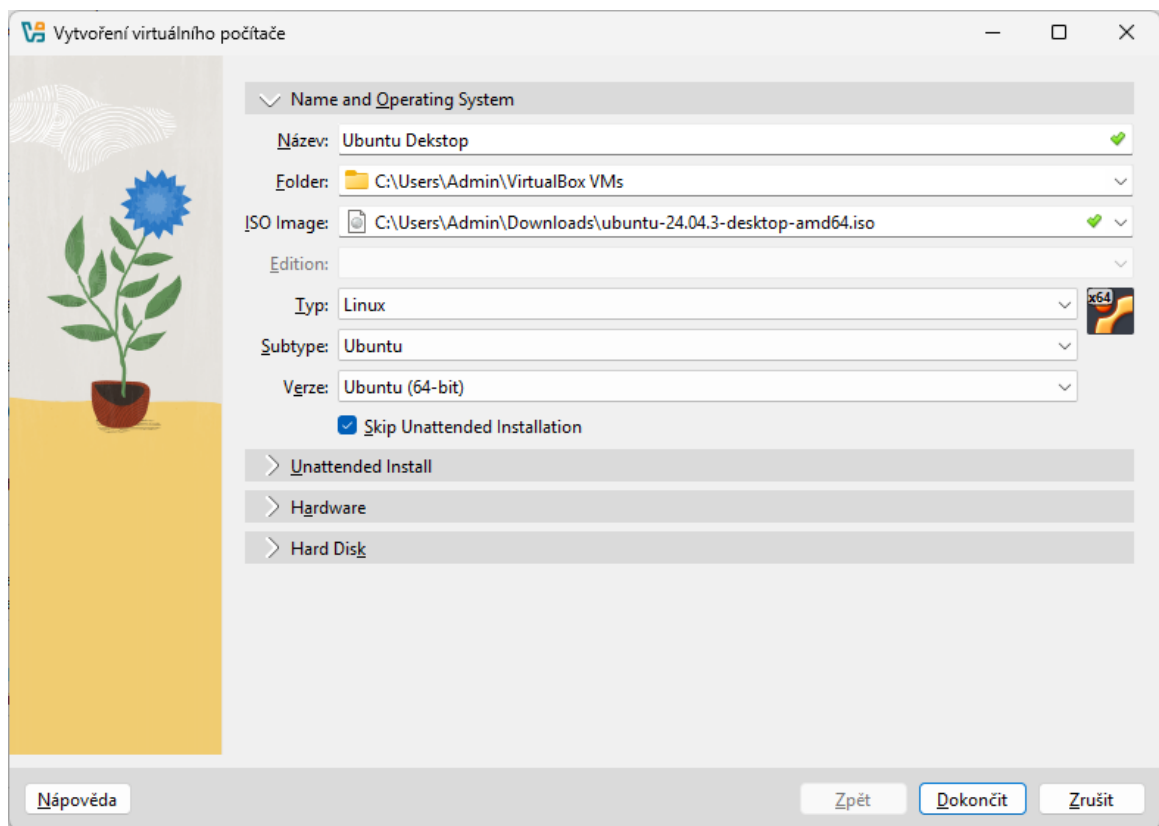 Vytvoření virtuálního počítače
Name and Operating System
Název: Ubuntu Dekstop
Folder: C:\Users\Admin\VirtualBox VMs
ISO Image: C:\Users\Admin\Downloads\ubuntu-24.04.3-desktop-amd64.iso
Edition:
Typ: Linux
x64
Subtype: Ubuntu
Verze: Ubuntu (64-bit)
Skip Unattended Installation
Unattended Install
Hardware
Hard Disk
Nápověda Zpět Dokončit Zrušit